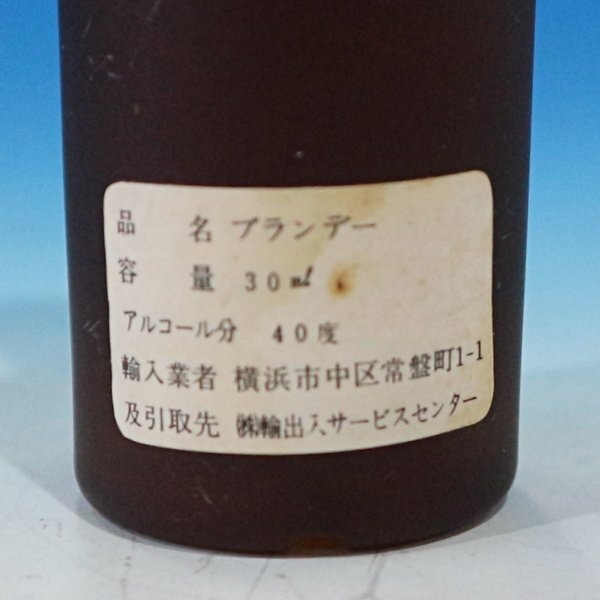 品 名 ブランデー
容 量 30ml
アルコール分 40度
輸入業者 横浜市中区常盤町1-1
及引取先 ㈱輸出入サービスセンター